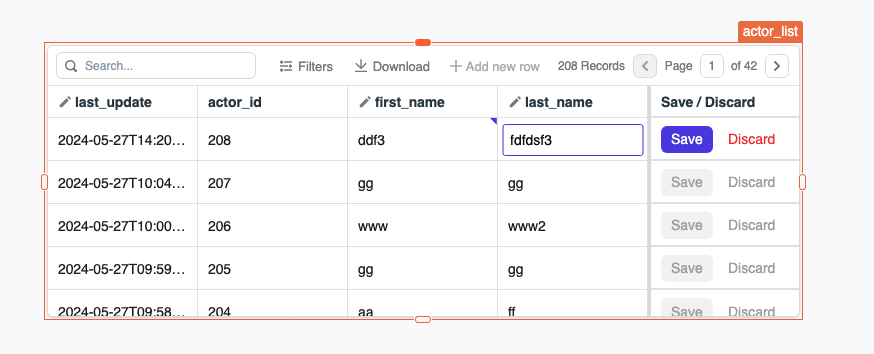 actor_list
Search... Filters Download Add new row 208 Records Page 1 of 42
last_update actor_id first_name last_name Save / Discard
2024-05-27T14:20... 208 ddf3 fdfdsf3 Save Discard
2024-05-27T10:04... 207 gg gg Save Discard
2024-05-27T10:00... 206 www www2 Save Discard
2024-05-27T09:59... 205 gg gg Save Discard
2024-05-27T09:58... 204 aa ff Save Discard